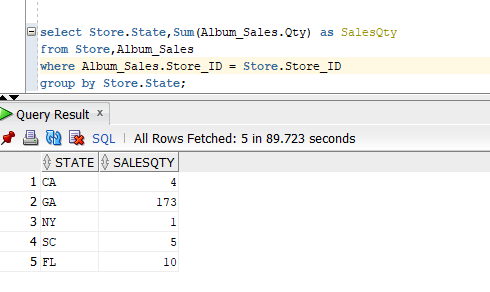 select Store.State,Sum(Album_Sales.Qty) as SalesQty
from Store,Album_Sales
where Album_Sales.Store_ID = Store.Store_ID
group by Store.State;
Query Result x
SQL | All Rows Fetched: 5 in 89.723 seconds
STATE SALESQTY
1 CA 4
2 GA 173
3 NY 1
4 SC 5
5 FL 10